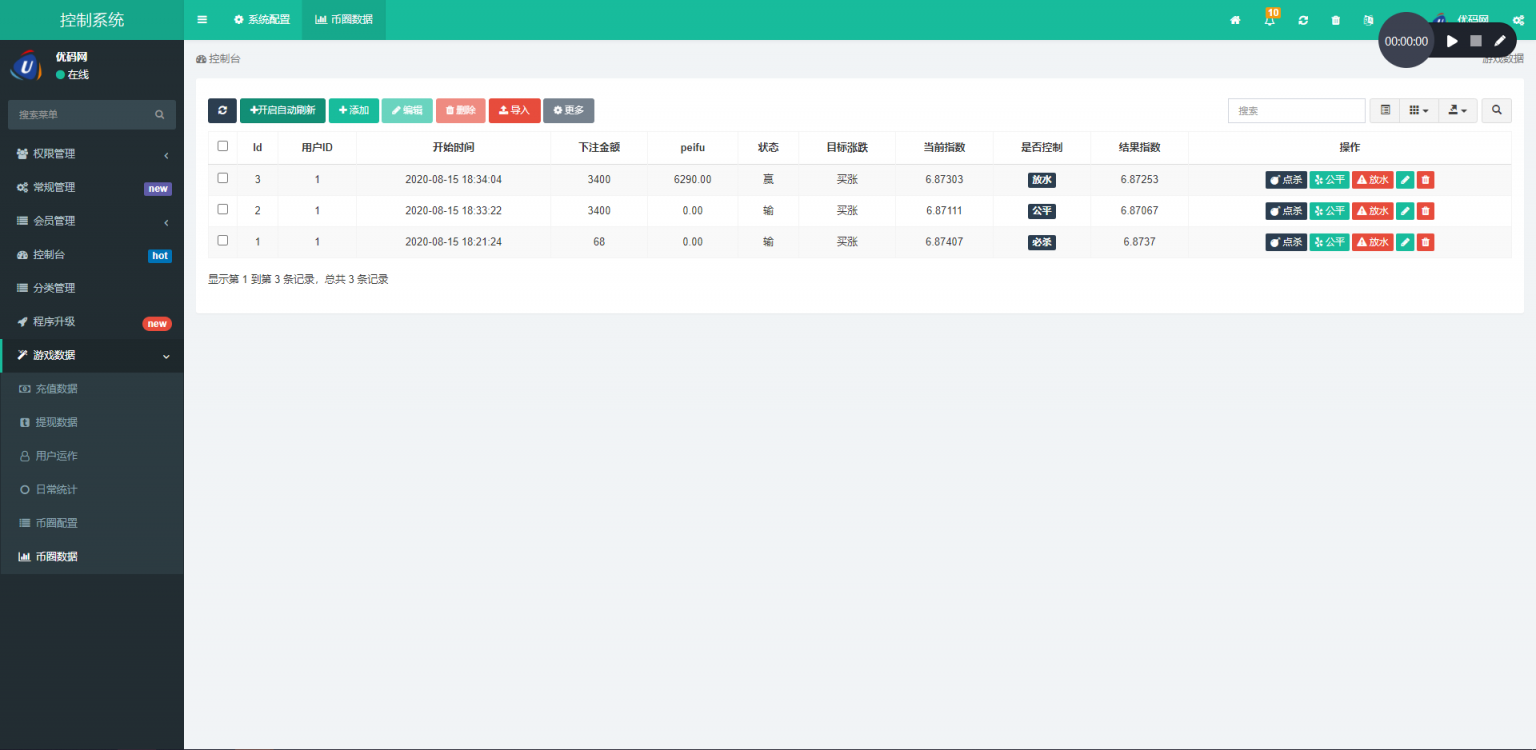 控制系统
系统配置
币圈数据
10
优码网
00:00:00
优码网
在线
控制台
游戏数据
搜索菜单
权限管理
常规管理 new
会员管理
控制台 hot
分类管理
程序升级 new
游戏数据
充值数据
提现数据
用户运作
日常统计
币圈配置
币圈数据
开启自动刷新 添加 编辑 删除 导入 更多
搜索
Id 用户ID 开始时间 下注金额 peifu 状态 目标涨跌 当前指数 是否控制 结果指数 操作
3 1 2020-08-15 18:34:04 3400 6290.00 赢 买涨 6.87303 放水 6.87253 点杀 公平 放水
2 1 2020-08-15 18:33:22 3400 0.00 输 买涨 6.87111 公平 6.87067 点杀 公平 放水
1 1 2020-08-15 18:21:24 68 0.00 输 买涨 6.87407 必杀 6.8737 点杀 公平 放水
显示第 1 到第 3 条记录，总共 3 条记录